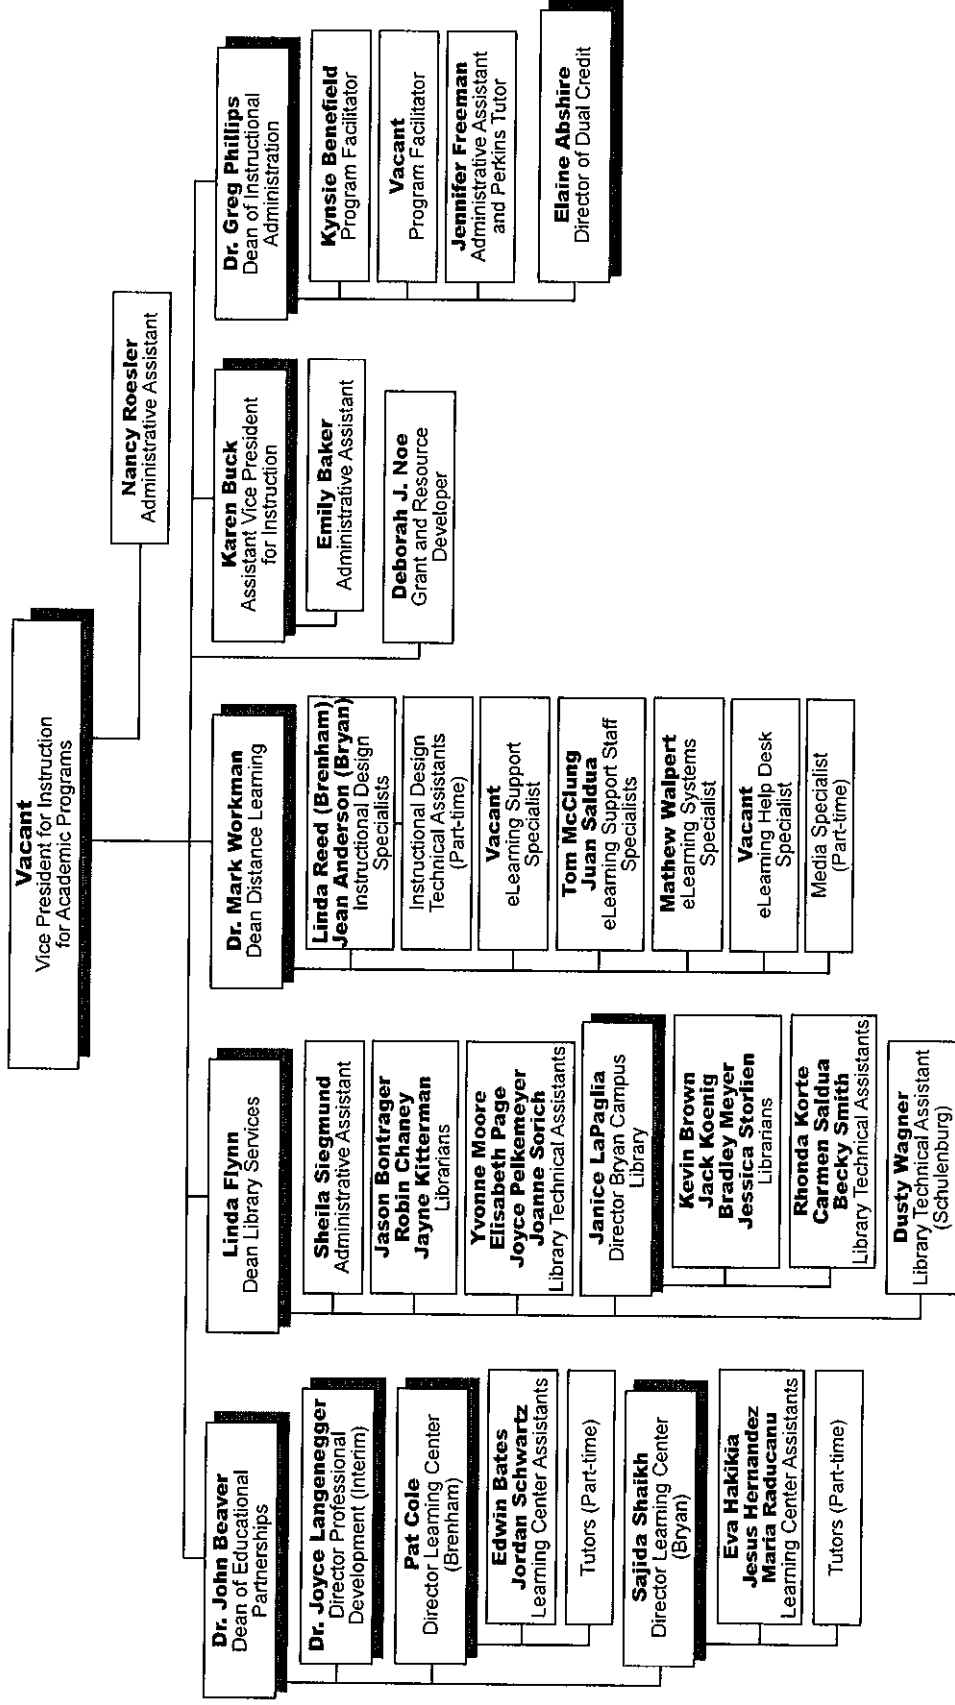 Vacant
Vice President for Instruction
for Academic Programs
Nancy Roesler
Administrative Assistant
Dr. John Beaver
Dean of Educational
Partnerships
Dr. Joyce Langenegger
Director Professional
Development (Interim)
Pat Cole
Director Learning Center
(Brenham)
Edwin Bates
Jordan Schwartz
Learning Center Assistants
Tutors (Part-time)
Sajida Shaikh
Director Learning Center
(Bryan)
Eva Hakikia
Jesus Hernandez
Maria Raducanu
Learning Center Assistants
Tutors (Part-time)
Linda Flynn
Dean Library Services
Sheila Siegmund
Administrative Assistant
Jason Bontrager
Robin Chaney
Jayne Kitterman
Librarians
Yvonne Moore
Elisabeth Page
Joyce Pelkemeyer
Joanne Sorich
Library Technical Assistants
Janice LaPaglia
Director Bryan Campus
Library
Kevin Brown
Jack Koenig
Bradley Meyer
Jessica Storlien
Librarians
Rhonda Korte
Carmen Saldua
Becky Smith
Library Technical Assistants
Dusty Wagner
Library Technical Assistant
(Schulenburg)
Dr. Mark Workman
Dean Distance Learning
Linda Reed (Brenham)
Jean Anderson (Bryan)
Instructional Design
Specialists
Instructional Design
Technical Assistants
(Part-time)
Vacant
eLearning Support
Specialist
Tom McClung
Juan Saldua
eLearning Support Staff
Specialists
Mathew Walpert
eLearning Systems
Specialist
Vacant
eLearning Help Desk
Specialist
Media Specialist
(Part-time)
Karen Buck
Assistant Vice President
for Instruction
Emily Baker
Administrative Assistant
Deborah J. Noe
Grant and Resource
Developer
Dr. Greg Phillips
Dean of Instructional
Administration
Kynsie Benefield
Program Facilitator
Vacant
Program Facilitator
Jennifer Freeman
Administrative Assistant
and Perkins Tutor
Elaine Abshire
Director of Dual Credit